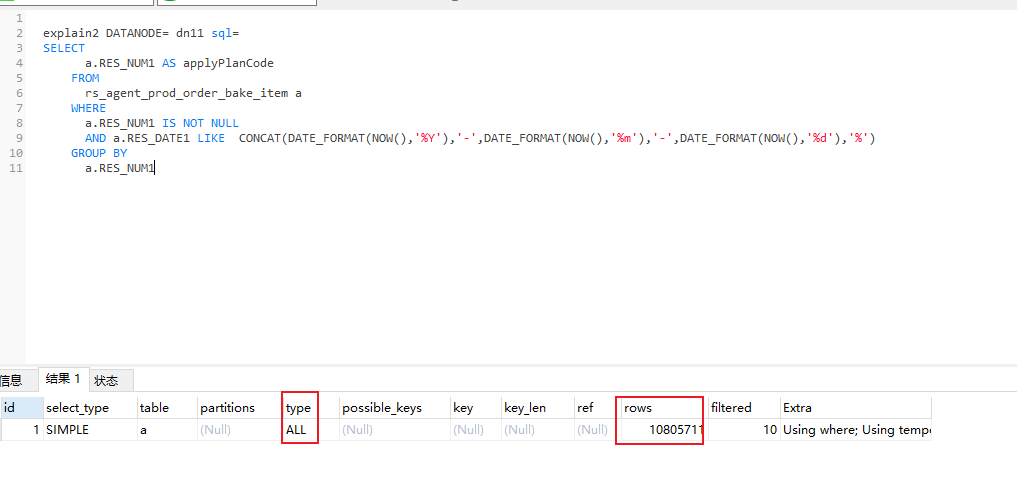 1
2 explain2 DATANODE= dn11 sql=
3 SELECT
4 a.RES_NUM1 AS applyPlanCode
5 FROM
6 rs_agent_prod_order_bake_item a
7 WHERE
8 a.RES_NUM1 IS NOT NULL
9 AND a.RES_DATE1 LIKE CONCAT(DATE_FORMAT(NOW(),'%Y'),'-',DATE_FORMAT(NOW(),'%m'),'-',DATE_FORMAT(NOW(),'%d'),'%')
10 GROUP BY
11 a.RES_NUM1
信息 结果 1 状态
id select_type table partitions type possible_keys key key_len ref rows filtered Extra
1 SIMPLE a (Null) ALL (Null) (Null) (Null) (Null) 10805711 10 Using where; Using tempo